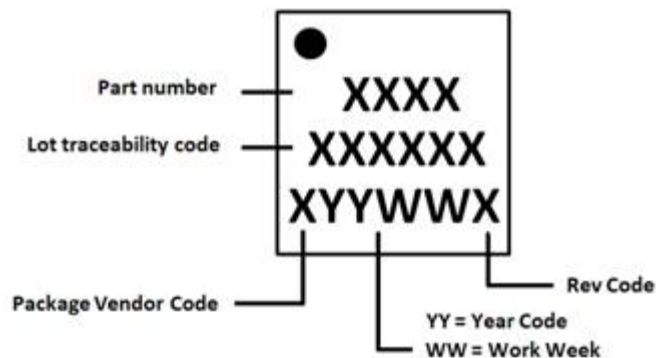 Part number
XXXX
Lot traceability code
XXXXXX
XYYWWX
Package Vendor Code
Rev Code
YY = Year Code
WW = Work Week